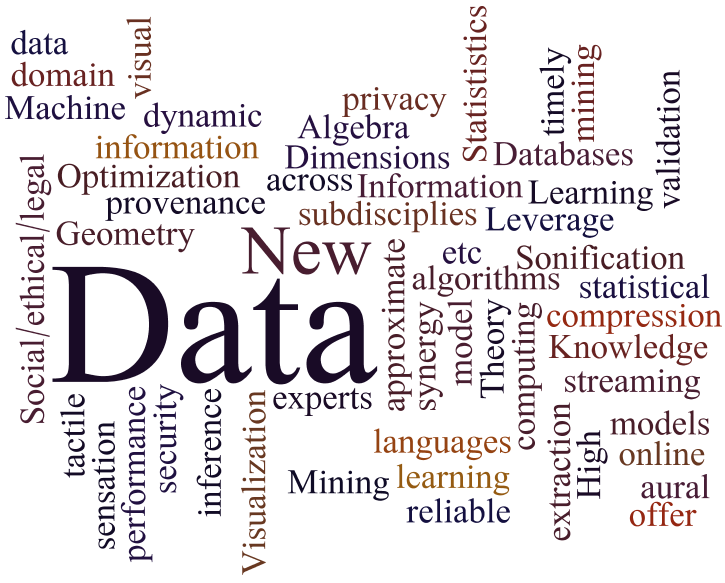 data
visual
domain
Machine
dynamic
information
Optimization
provenance
Geometry
Social/ethical/legal
privacy
Algebra
Dimensions
across
Information
subdisciplies
Statististics
timely
mining
validation
Databases
Learning
Leverage
New
Data
approximate
etc
algorithms
Sonification
statistical
synergy
model
Theory
computing
compression
Knowledge
streaming
experts
tactile
sensation
performance
security
inference
Visualization
Mining
languages
learning
reliable
extraction
High
models
online
aural
offer